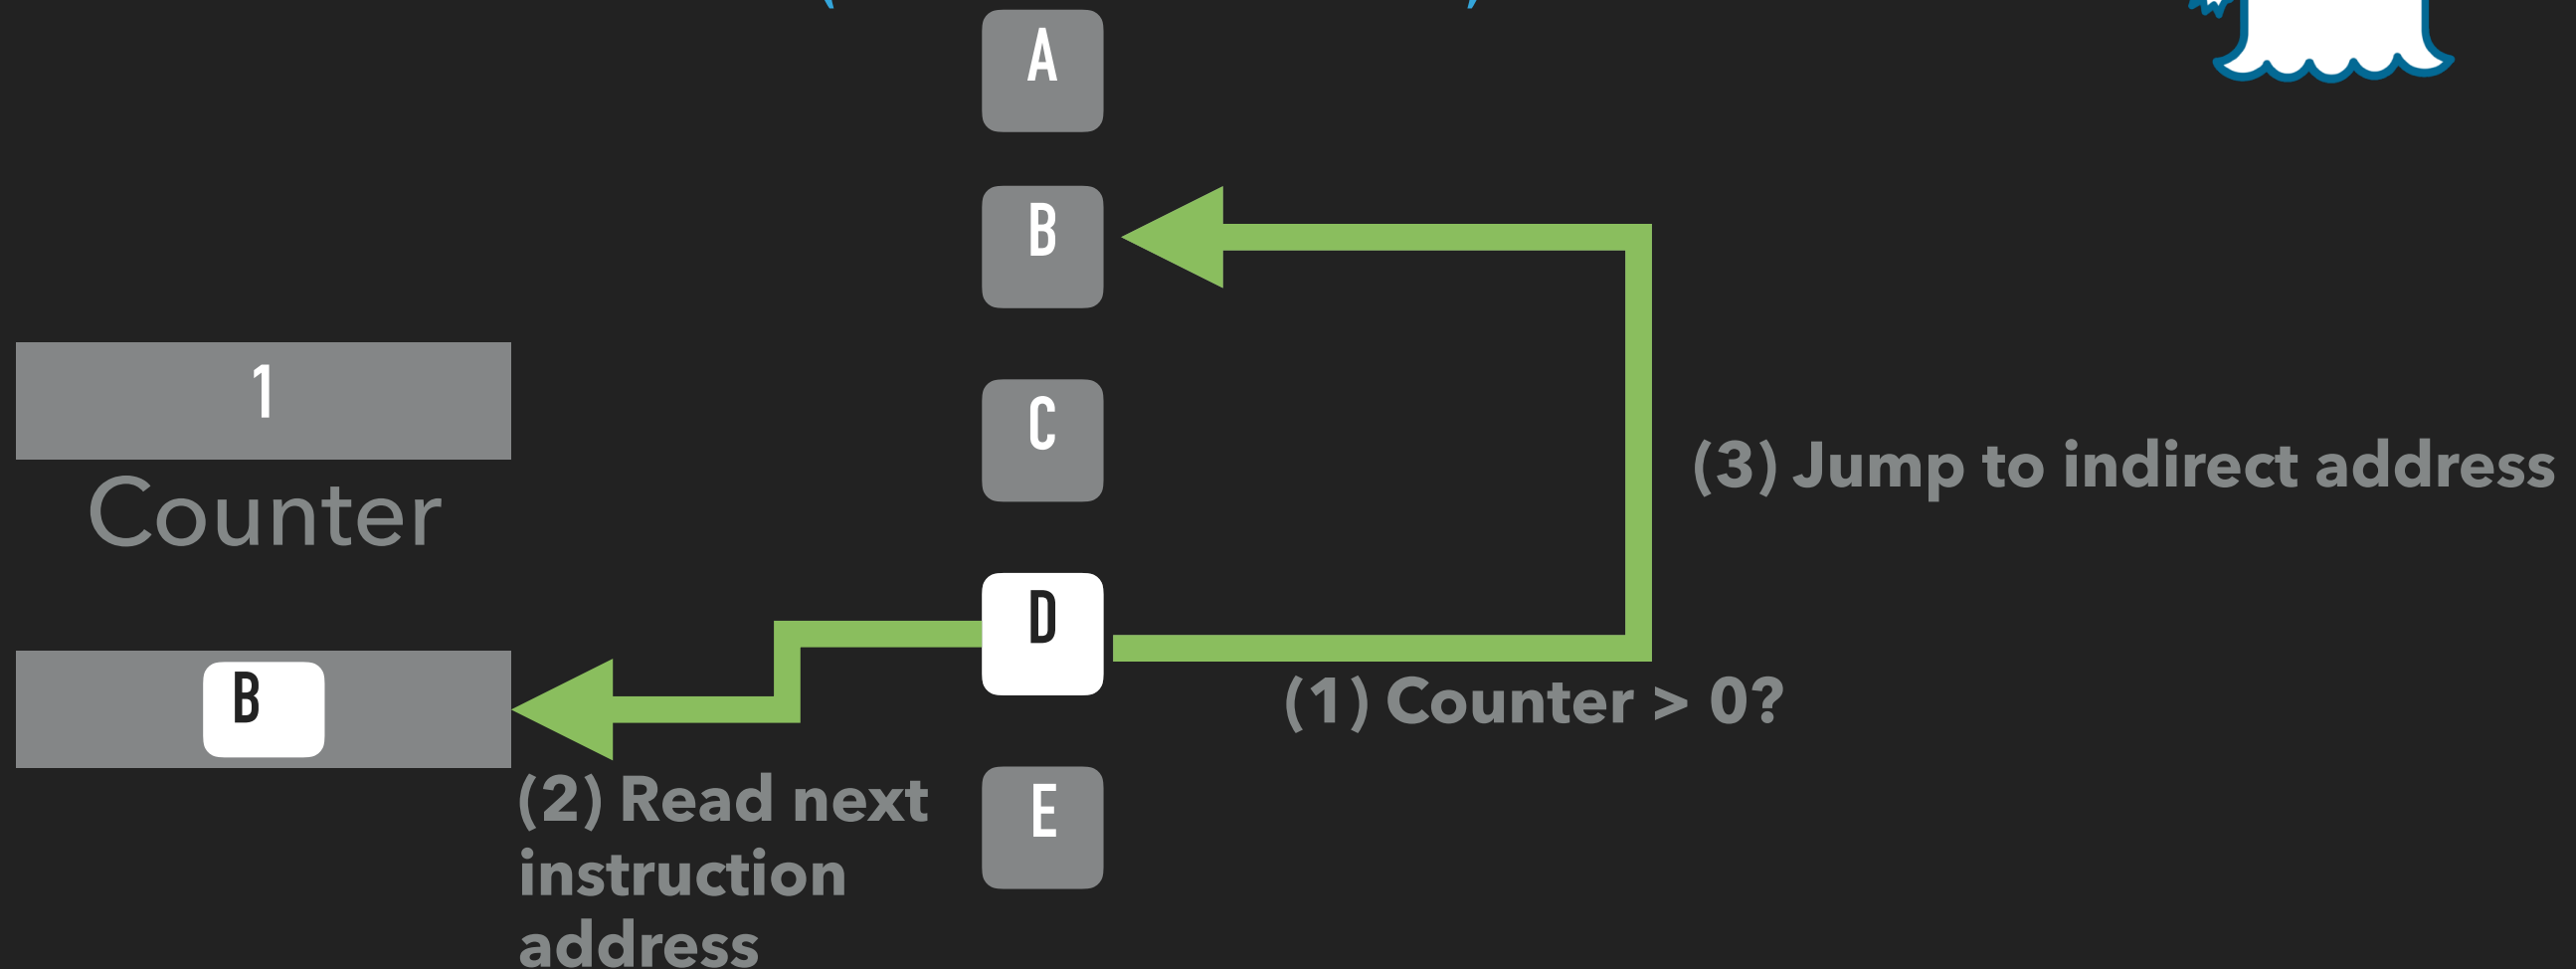 A
B
1
C
Counter
(3) Jump to indirect address
D
B
(1) Counter > 0?
(2) Read next
instruction
address
E